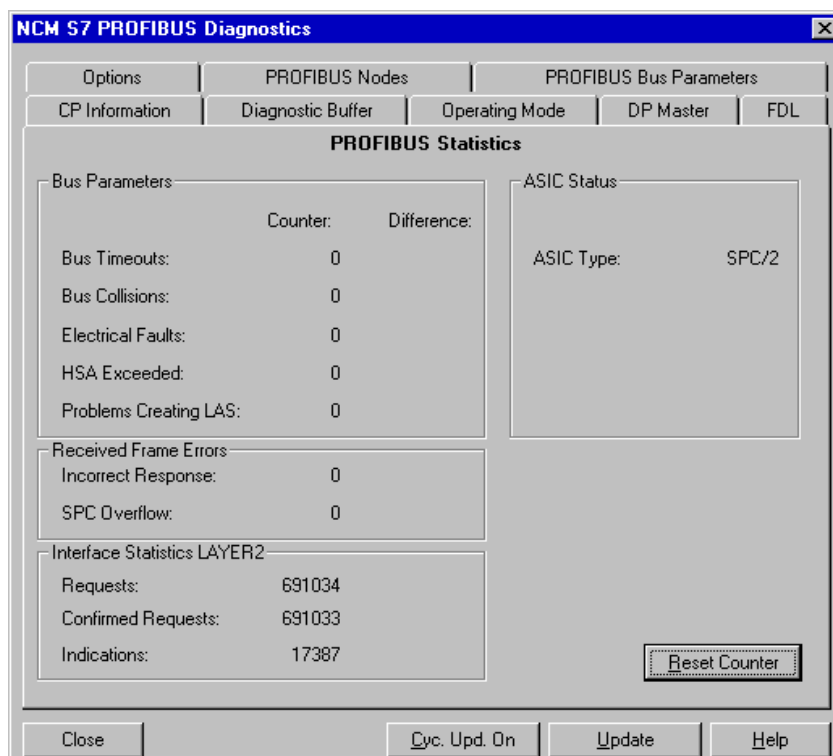 NCM S7 PROFIBUS Diagnostics
Options PROFIBUS Nodes PROFIBUS Bus Parameters
CP Information Diagnostic Buffer Operating Mode DP Master FDL
PROFIBUS Statistics
Bus Parameters
Counter: Difference:
Bus Timeouts: 0
Bus Collisions: 0
Electrical Faults: 0
HSA Exceeded: 0
Problems Creating LAS: 0
ASIC Status
ASIC Type: SPC/2
Received Frame Errors
Incorrect Response: 0
SPC Overflow: 0
Interface Statistics LAYER2
Requests: 691034
Confirmed Requests: 691033
Indications: 17387
Reset Counter
Close Cyc. Upd. On Update Help